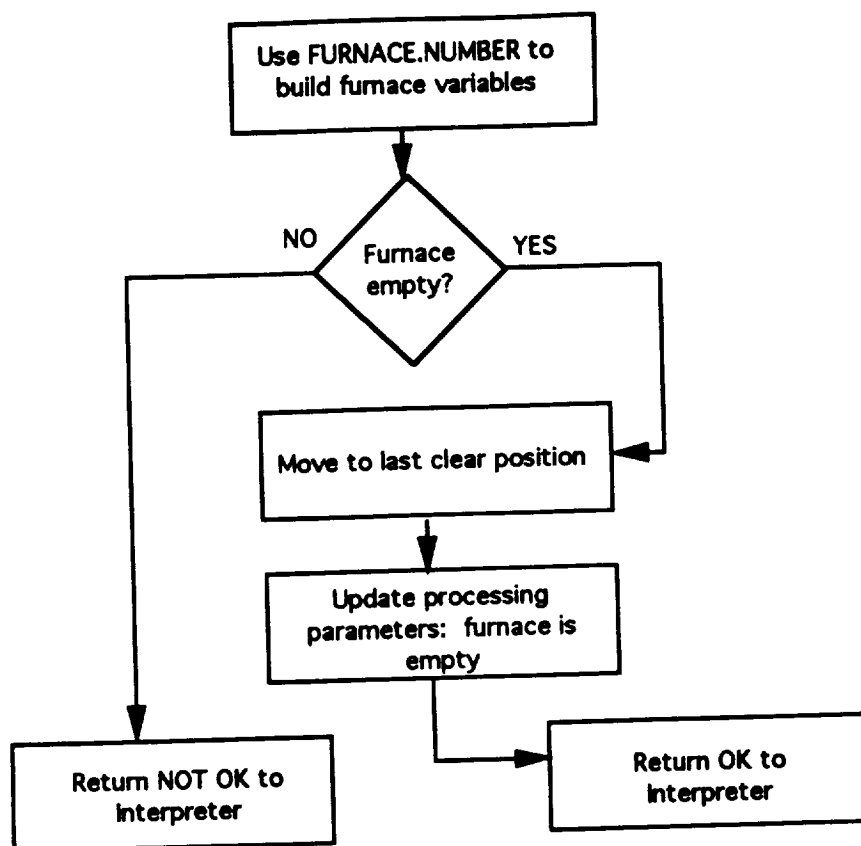 Use FURNACE.NUMBER to
build furnace variables
NO
Furnace
empty?
YES
Move to last clear position
Update processing
parameters: furnace is
empty
Return NOT OK to
interpreter
Return OK to
interpreter